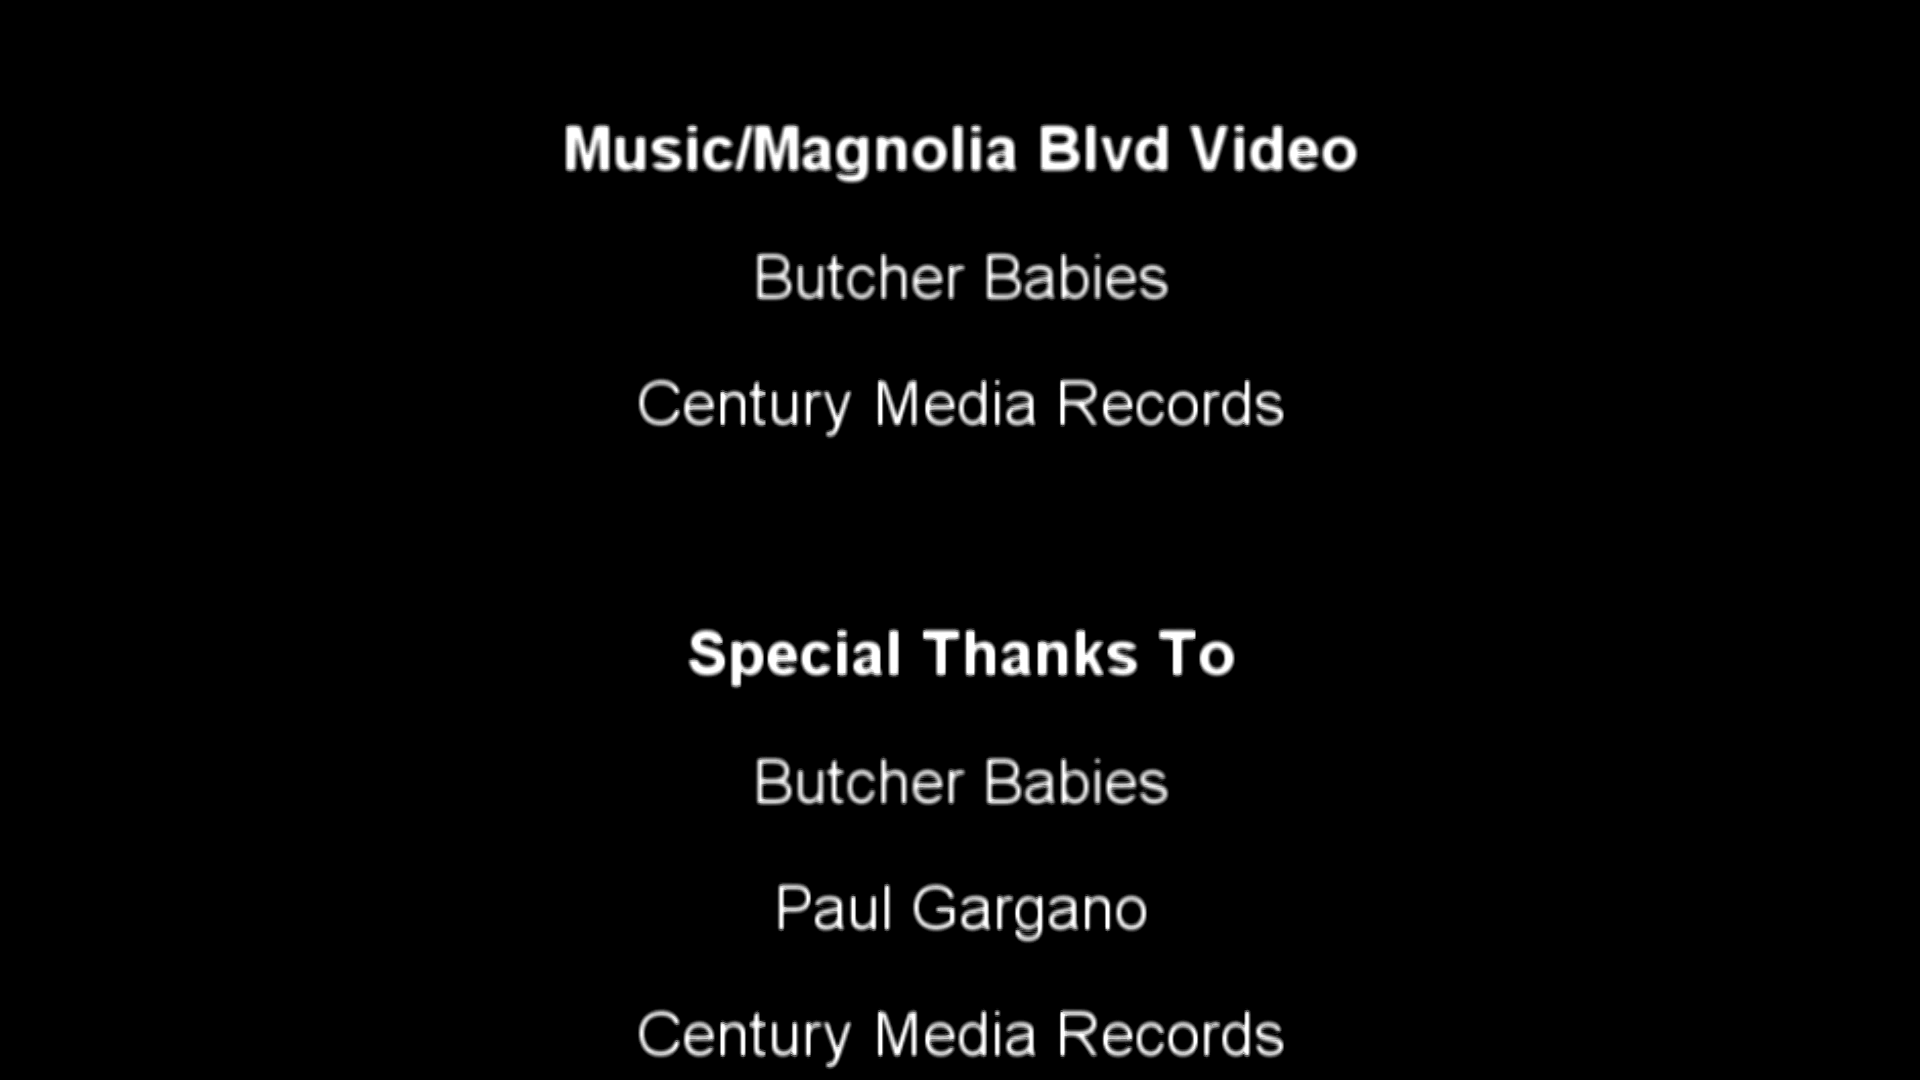 Music/Magnolia Blvd Video
Butcher Babies
Century Media Records
Special Thanks To
Butcher Babies
Paul Gargano
Century Media Records